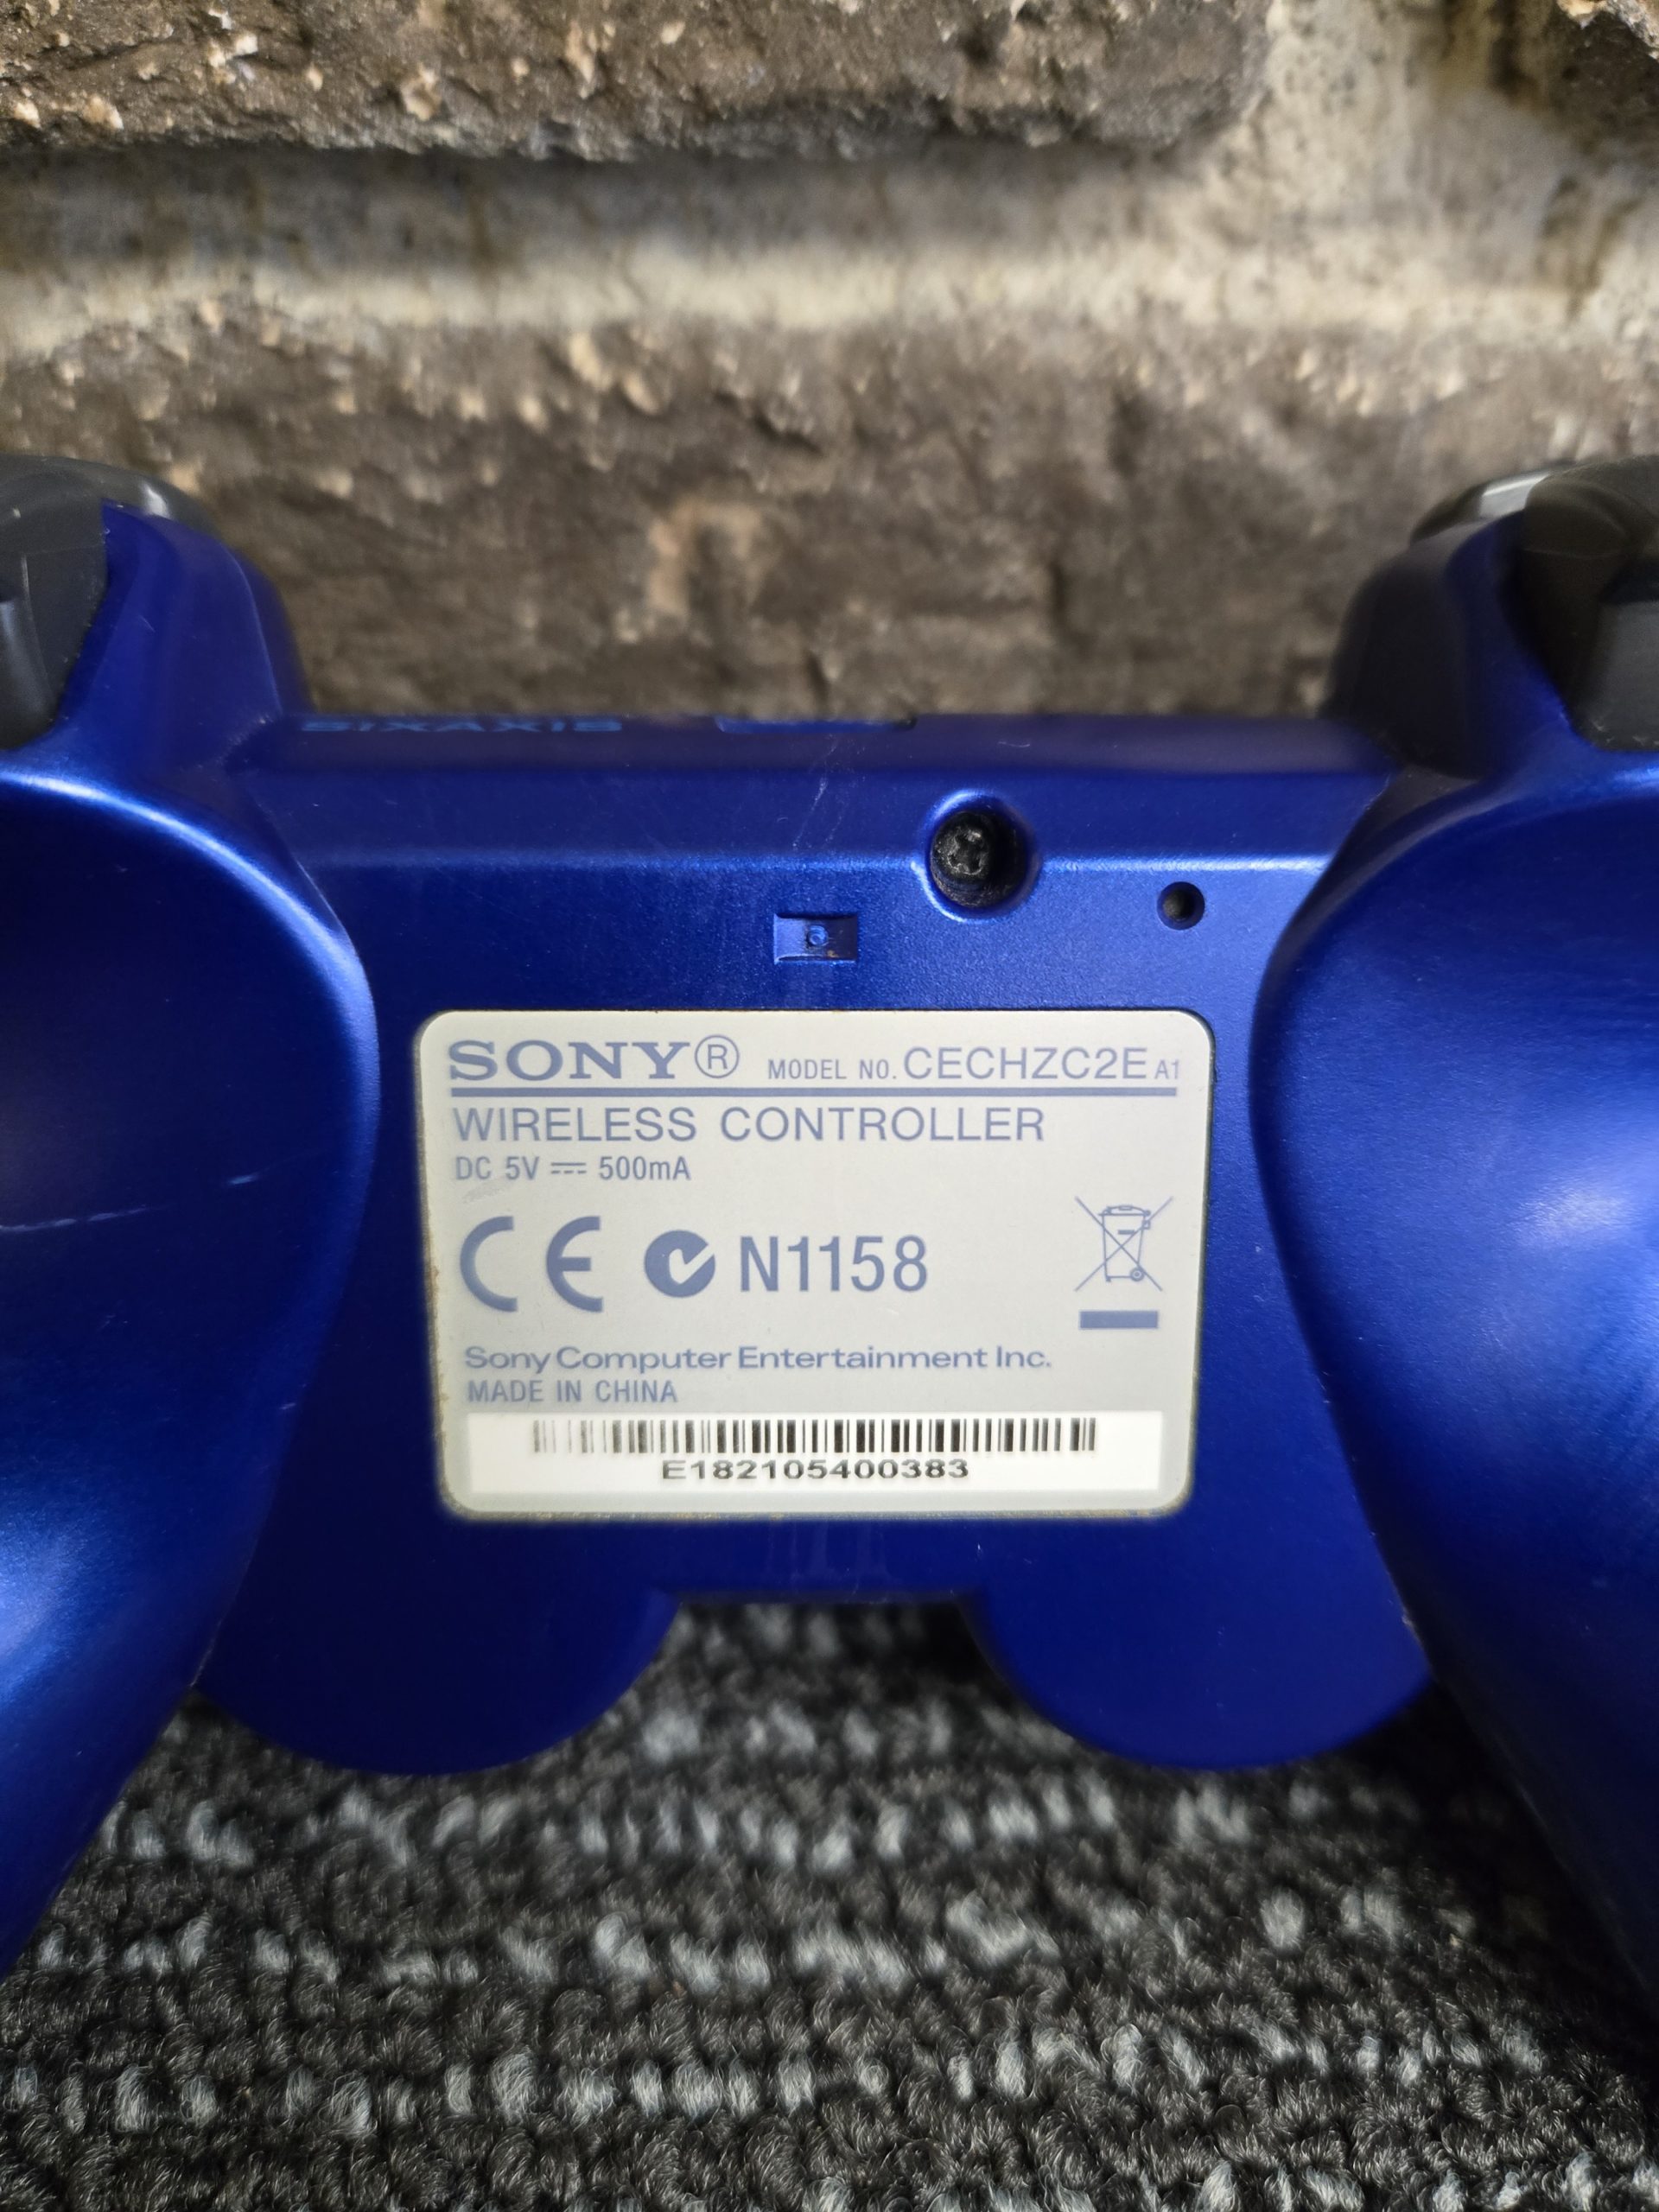 SIXAXIS
SONY® MODEL NO. CECHZC2E A1
WIRELESS CONTROLLER
DC 5V ⎓ 500mA
CE N1158
Sony Computer Entertainment Inc.
MADE IN CHINA
E182105400383